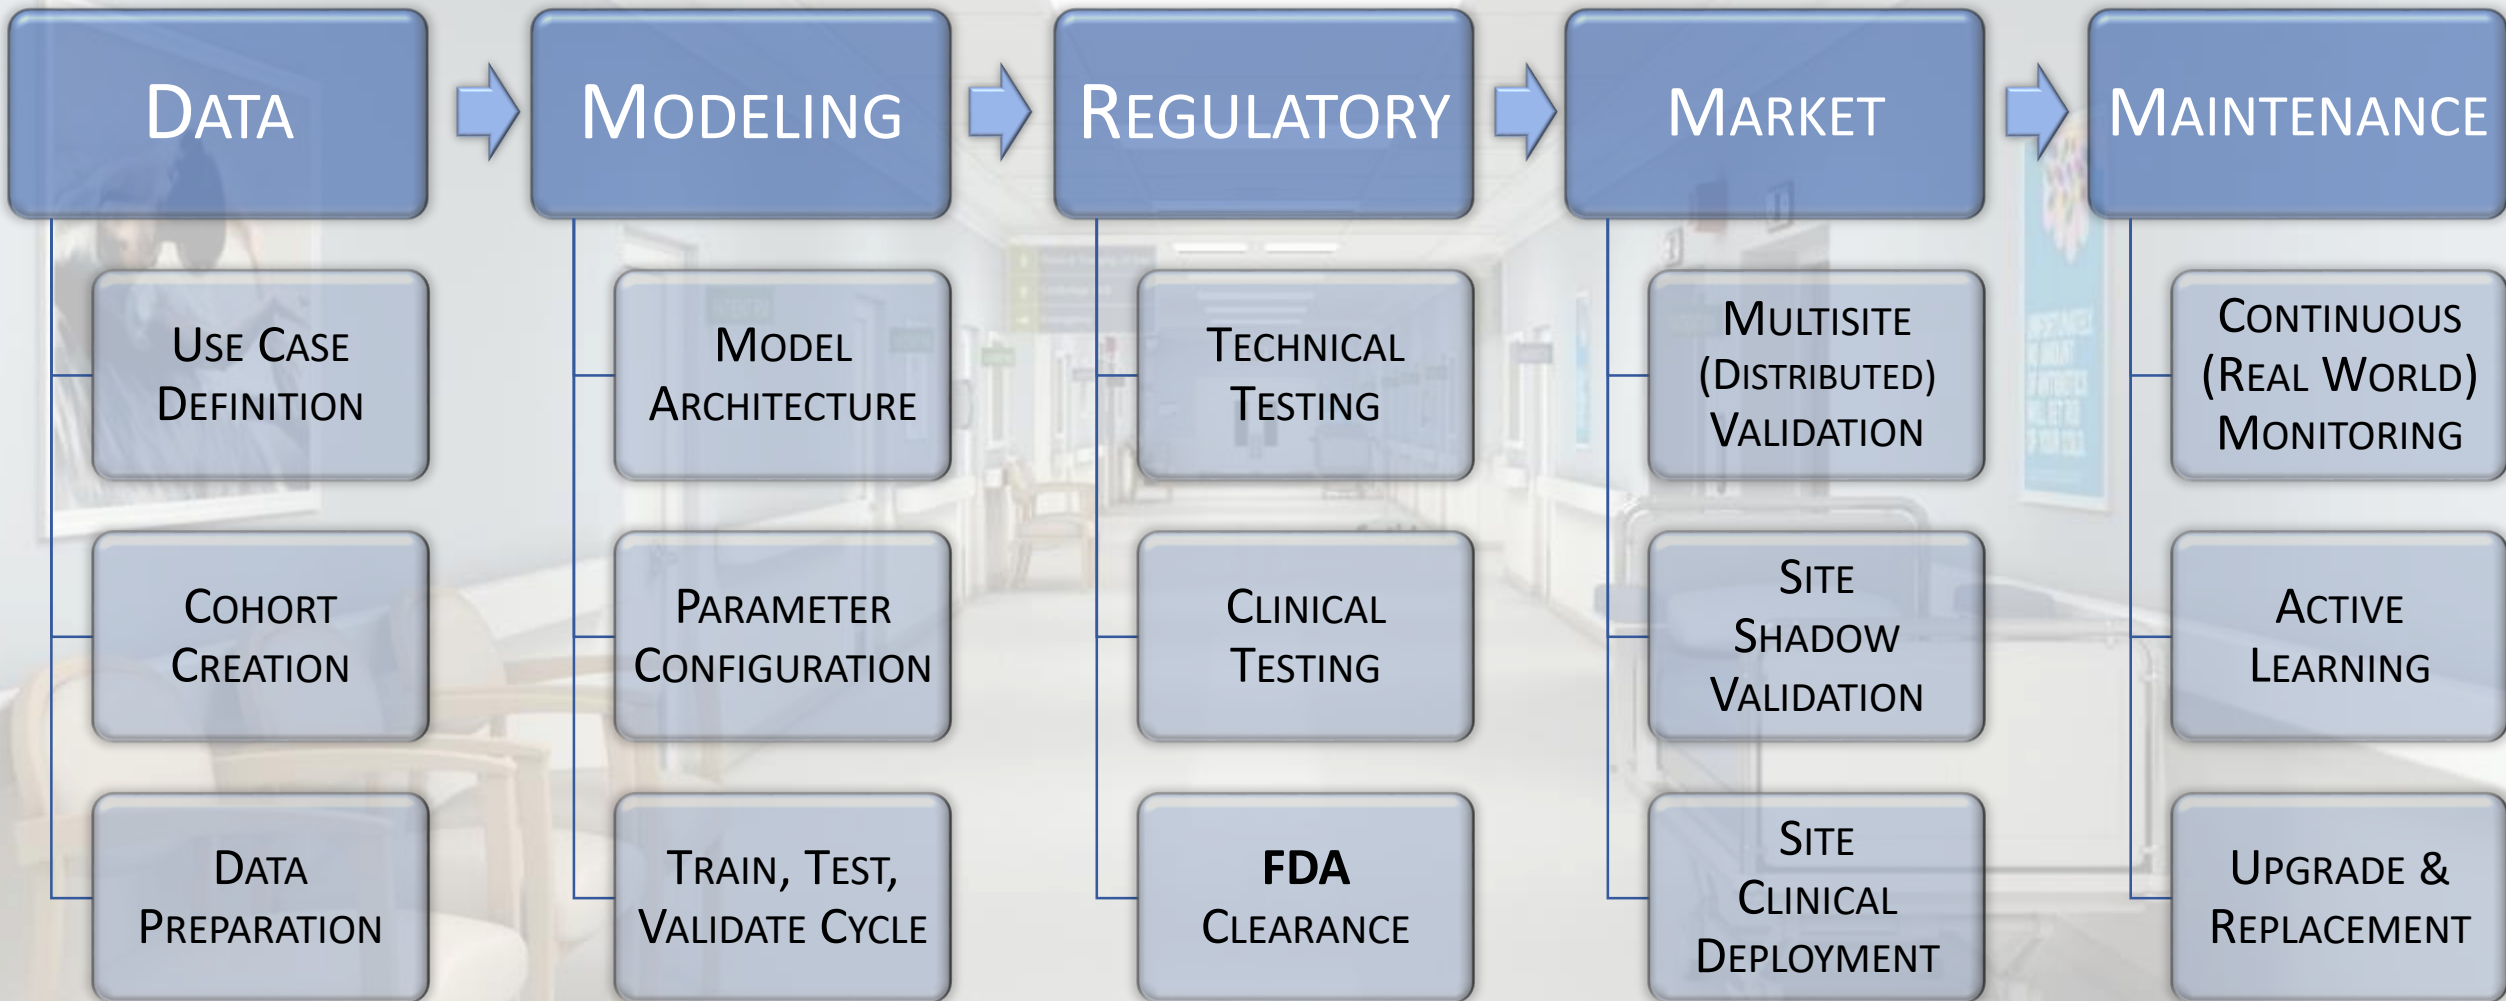 DATA
MODELING
REGULATORY
MARKET
MAINTENANCE
USE CASE
DEFINITION
COHORT
CREATION
DATA
PREPARATION
MODEL
ARCHITECTURE
PARAMETER
CONFIGURATION
TRAIN, TEST,
VALIDATE CYCLE
TECHNICAL
TESTING
CLINICAL
TESTING
FDA
CLEARANCE
MULTISITE
(DISTRIBUTED)
VALIDATION
SITE
SHADOW
VALIDATION
SITE
CLINICAL
DEPLOYMENT
CONTINUOUS
(REAL WORLD)
MONITORING
ACTIVE
LEARNING
UPGRADE &
REPLACEMENT